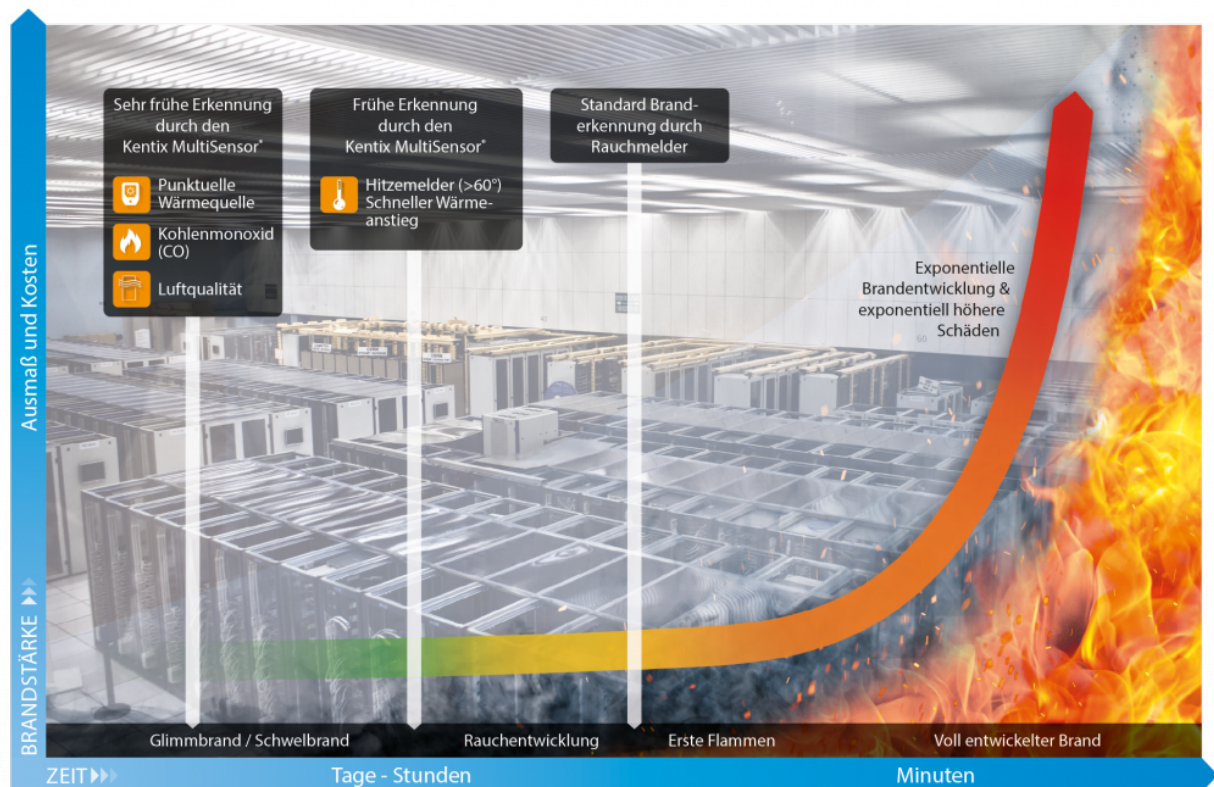 Sehr frühe Erkennung
durch den
Kentix MultiSensor*
Punktuelle
Wärmequelle
Kohlenmonoxid
(CO)
Luftqualität
Frühe Erkennung
durch den
Kentix MultiSensor*
Hitzemelder (>60°)
Schneller Wärme-
anstieg
Standard Brand-
erkennung durch
Rauchmelder
Exponentielle
Brandentwicklung &
exponentiell höhere
Schäden
60
Ausmaß und Kosten
BRANDSTÄRKE
Glimmbrand / Schwelbrand
Rauchentwicklung
Erste Flammen
Voll entwickelter Brand
ZEIT
Tage - Stunden
Minuten